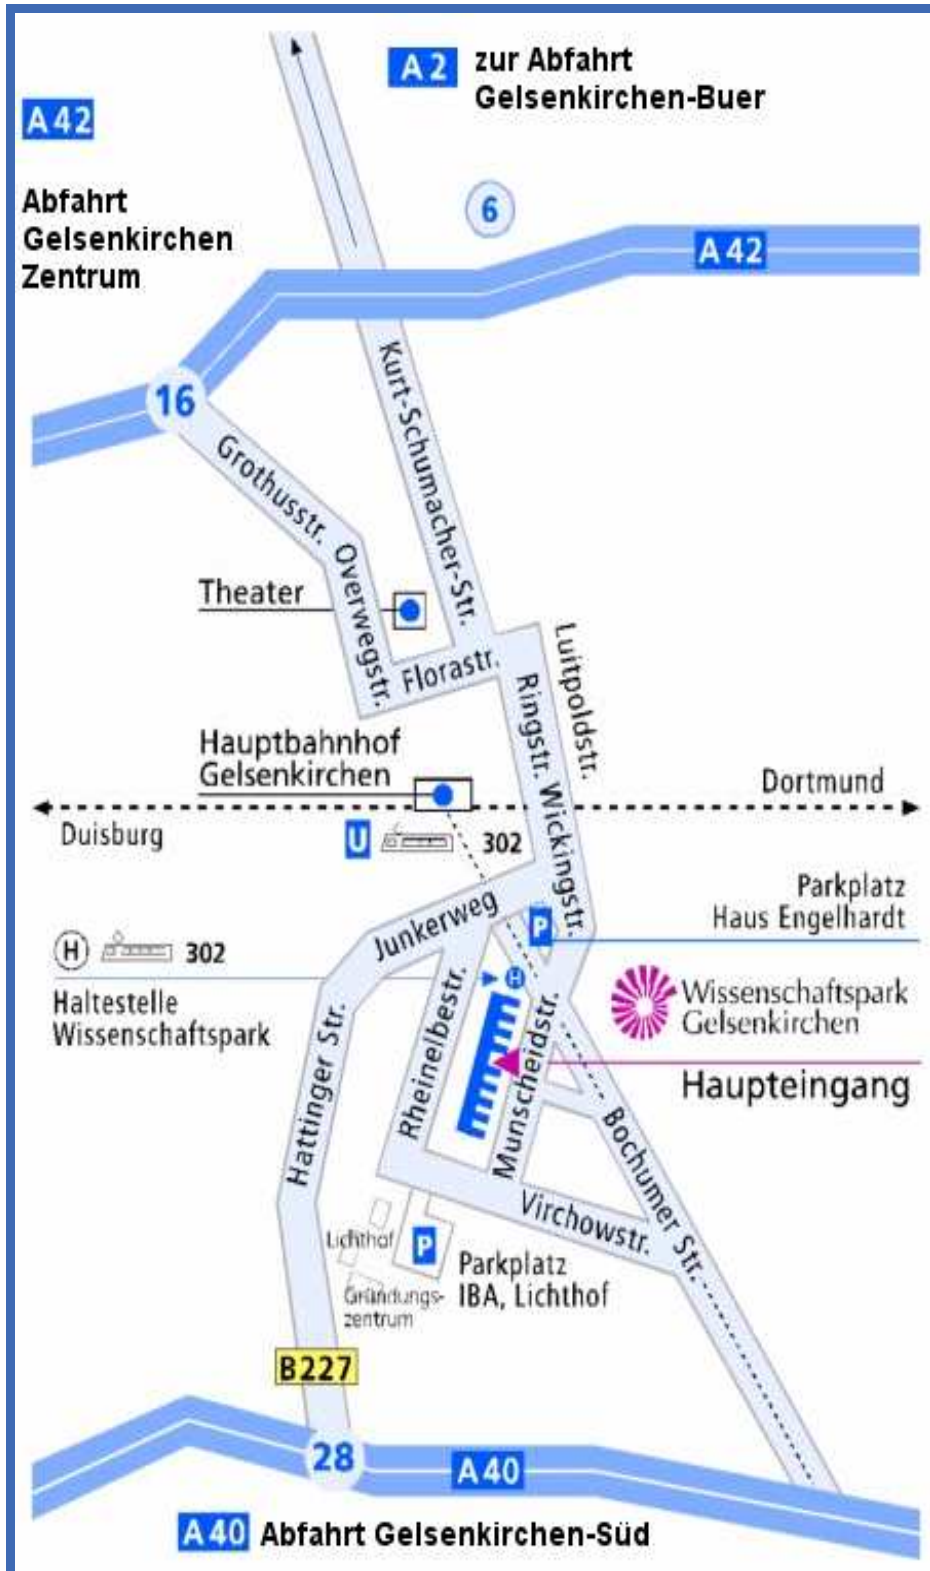 A 2
zur Abfahrt
Gelsenkirchen-Buer
A 42
Abfahrt
Gelsenkirchen
Zentrum
6
A 42
16
Kurt-Schumacher-Str.
Grothusstr.
Overwegstr.
Theater
Florastr.
Luitpoldstr.
Ringstr.
Hauptbahnhof
Gelsenkirchen
Dortmund
Duisburg
U
302
Wickingstr.
Parkplatz
Haus Engelhardt
P
Junkerweg
H
302
H
Haltestelle
Wissenschaftspark
Wissenschaftspark
Gelsenkirchen
Haupteingang
Hattinger Str.
Rheinelbestr.
Munscheidstr.
Bochumer Str.
Virchowstr.
Lichthof
P
Parkplatz
IBA, Lichthof
Gründungs-
zentrum
B227
28
A 40
A 40
Abfahrt Gelsenkirchen-Süd